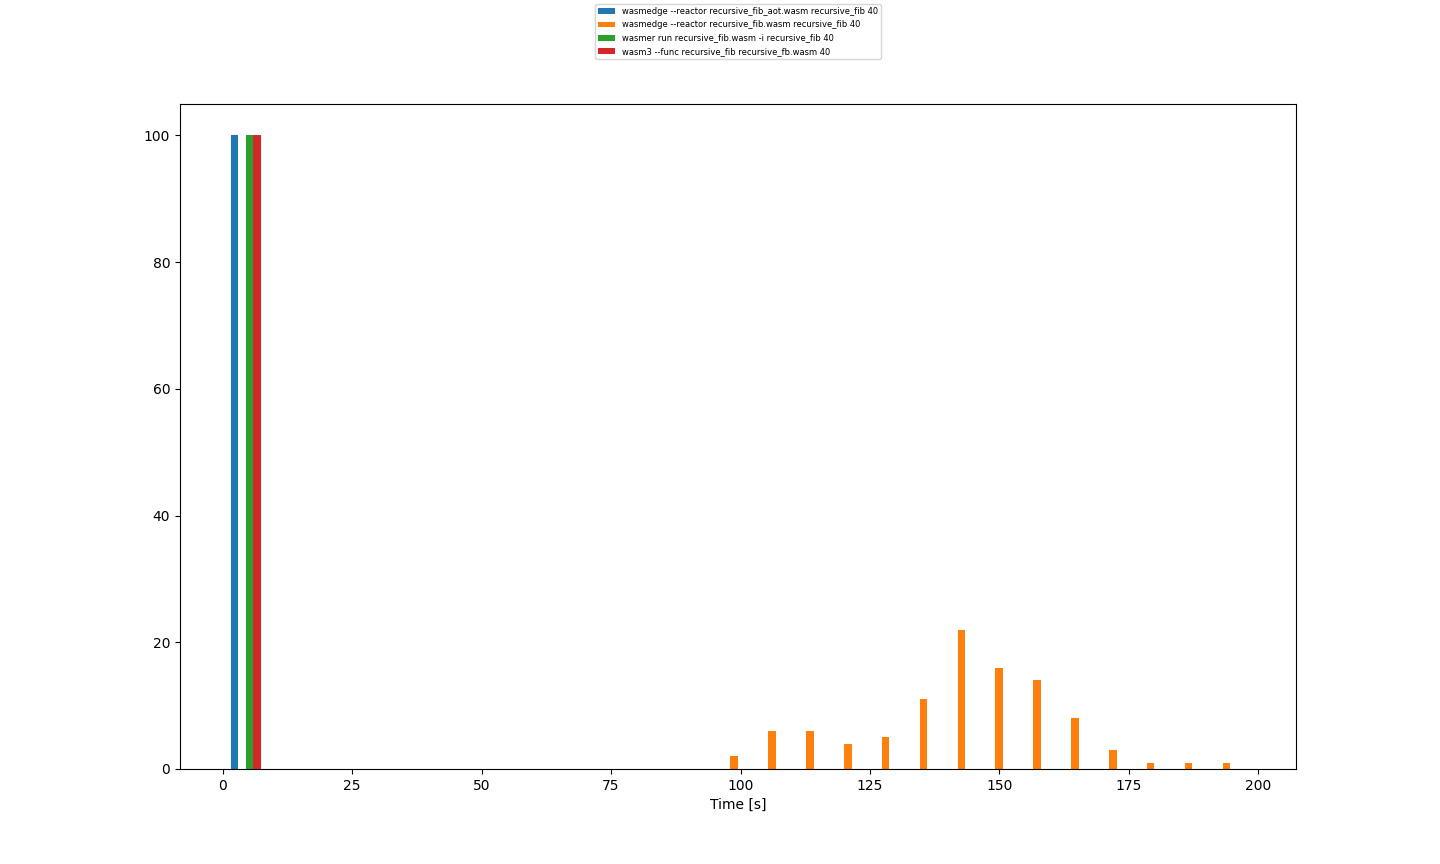 wasmedge --reactor recursive_fib_aot.wasm recursive_fib 40
wasmedge --reactor recursive_fib.wasm recursive_fib 40
wasmer run recursive_fib.wasm -i recursive_fib 40
wasm3 --func recursive_fib recursive_fb.wasm 40
100
80
60
40
20
0
0 25 50 75 100 125 150 175 200
Time [s]